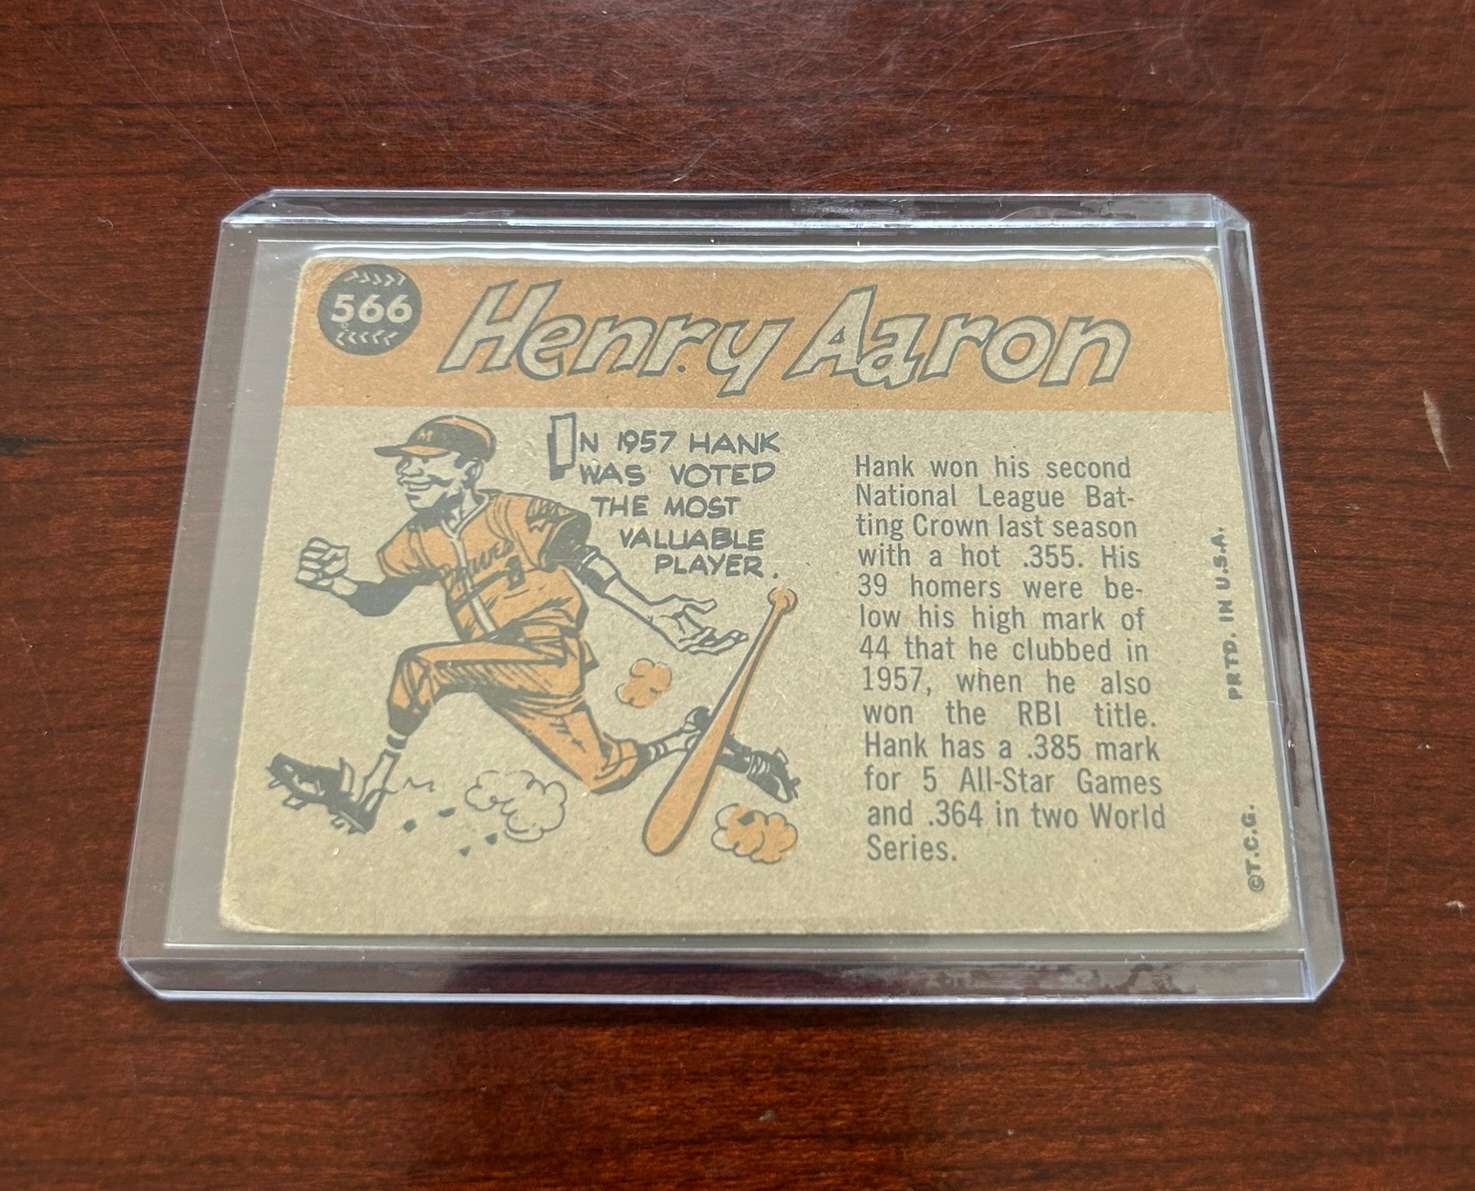 566
Henry Aaron
IN 1957 HANK
WAS VOTED
THE MOST
VALUABLE
PLAYER.
M
Braves
Hank won his second
National League Bat-
ting Crown last season
with a hot .355. His
39 homers were be-
low his high mark of
44 that he clubbed in
1957, when he also
won the RBI title.
Hank has a .385 mark
for 5 All-Star Games
and .364 in two World
Series.
PRTD. IN U.S.A.
©T.C.G.